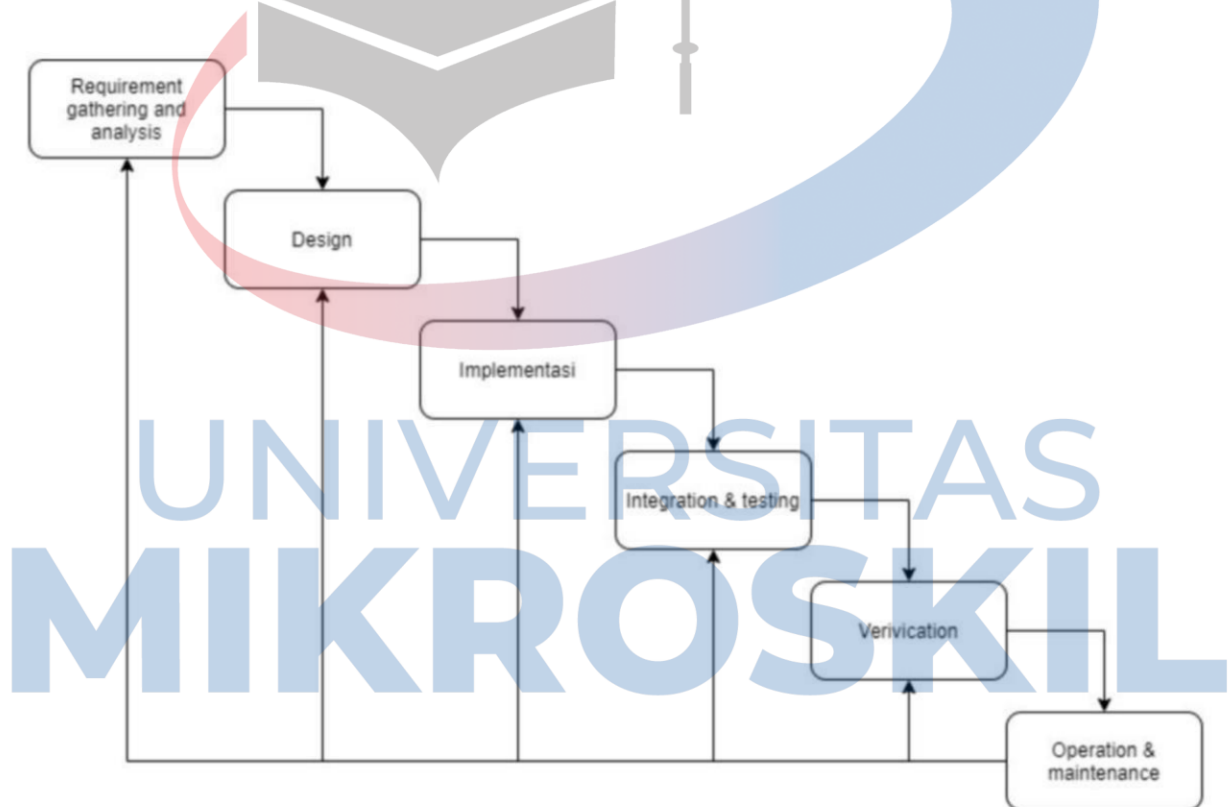 Requirement
gathering and
analysis
Design
Implementasi
Integration & testing
Verivication
Operation &
maintenance
UNIVERSITAS
MIKROSKIL